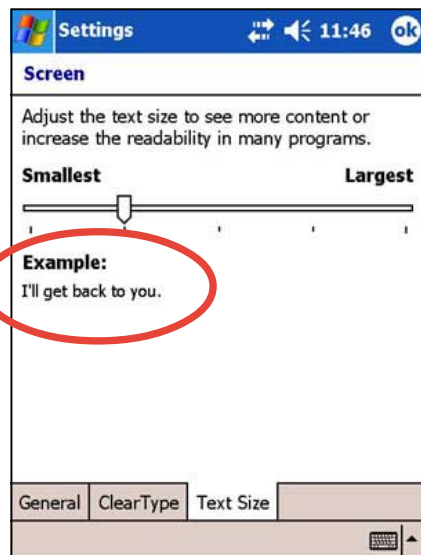 Settings 11:46 ok
Screen
Adjust the text size to see more content or
increase the readability in many programs.
Smallest Largest
Example:
I'll get back to you.
General ClearType Text Size